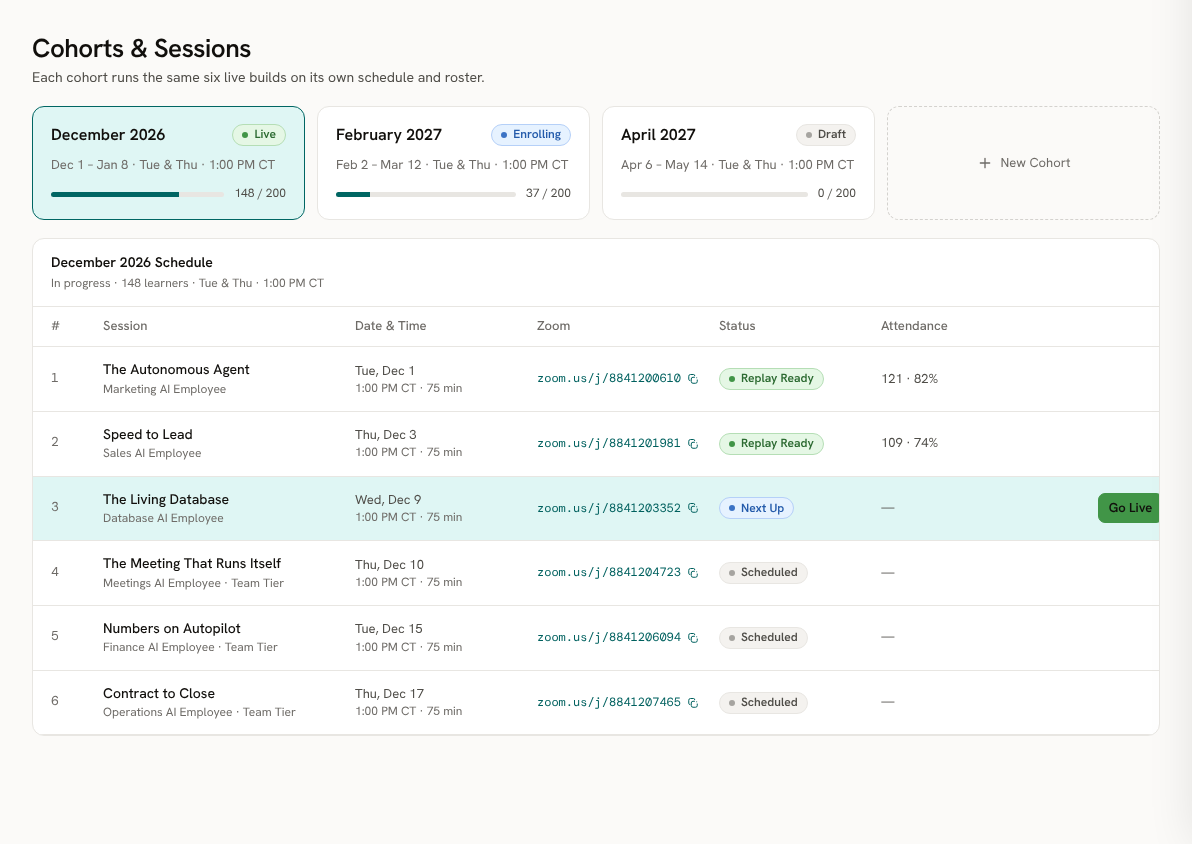 Cohorts & Sessions
Each cohort runs the same six live builds on its own schedule and roster.
December 2026
Live
Dec 1 – Jan 8 · Tue & Thu · 1:00 PM CT
148 / 200
February 2027
Enrolling
Feb 2 – Mar 12 · Tue & Thu · 1:00 PM CT
37 / 200
April 2027
Draft
Apr 6 – May 14 · Tue & Thu · 1:00 PM CT
0 / 200
+ New Cohort
December 2026 Schedule
In progress · 148 learners · Tue & Thu · 1:00 PM CT
# Session Date & Time Zoom Status Attendance
1 The Autonomous Agent Tue, Dec 1 zoom.us/j/8841200610 Replay Ready 121 · 82%
Marketing AI Employee 1:00 PM CT · 75 min
2 Speed to Lead Thu, Dec 3 zoom.us/j/8841201981 Replay Ready 109 · 74%
Sales AI Employee 1:00 PM CT · 75 min
3 The Living Database Wed, Dec 9 zoom.us/j/8841203352 Next Up — Go Live
Database AI Employee 1:00 PM CT · 75 min
4 The Meeting That Runs Itself Thu, Dec 10 zoom.us/j/8841204723 Scheduled —
Meetings AI Employee · Team Tier 1:00 PM CT · 75 min
5 Numbers on Autopilot Tue, Dec 15 zoom.us/j/8841206094 Scheduled —
Finance AI Employee · Team Tier 1:00 PM CT · 75 min
6 Contract to Close Thu, Dec 17 zoom.us/j/8841207465 Scheduled —
Operations AI Employee · Team Tier 1:00 PM CT · 75 min